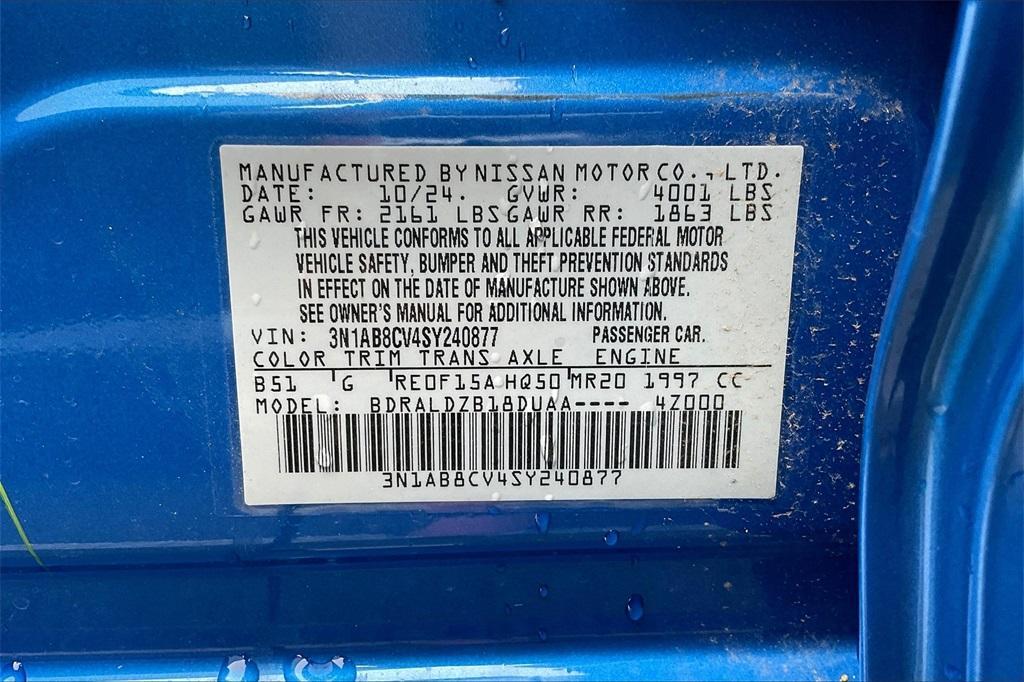 MANUFACTURED BY NISSAN MOTOR CO., LTD.
DATE: 10/24. GVWR: 4001 LBS
GAWR FR: 2161 LBS GAWR RR: 1863 LBS
THIS VEHICLE CONFORMS TO ALL APPLICABLE FEDERAL MOTOR
VEHICLE SAFETY, BUMPER AND THEFT PREVENTION STANDARDS
IN EFFECT ON THE DATE OF MANUFACTURE SHOWN ABOVE.
SEE OWNER'S MANUAL FOR ADDITIONAL INFORMATION.
VIN: 3N1AB8CV4SY240877 PASSENGER CAR.
COLOR TRIM TRANS AXLE ENGINE
B51 G RE0F15A HQ50 MR20 1997 CC
MODEL: BDRALDZB18DUAA---- 4Z000
3N1AB8CV4SY240877